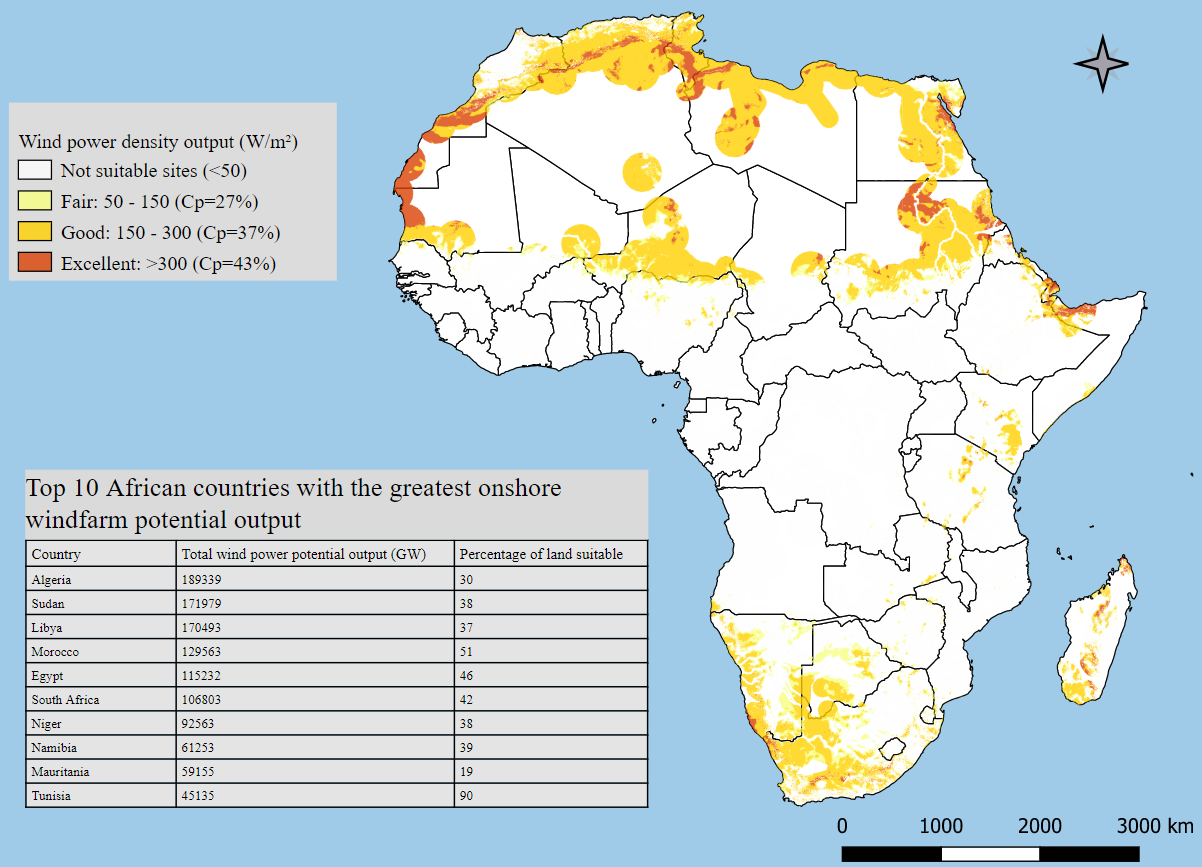 Wind power density output (W/m²)
Not suitable sites (<50)
Fair: 50 - 150 (Cp=27%)
Good: 150 - 300 (Cp=37%)
Excellent: >300 (Cp=43%)
Top 10 African countries with the greatest onshore
windfarm potential output
Country Total wind power potential output (GW) Percentage of land suitable
Algeria 189339 30
Sudan 171979 38
Libya 170493 37
Morocco 129563 51
Egypt 115232 46
South Africa 106803 42
Niger 92563 38
Namibia 61253 39
Mauritania 59155 19
Tunisia 45135 90
0 1000 2000 3000 km